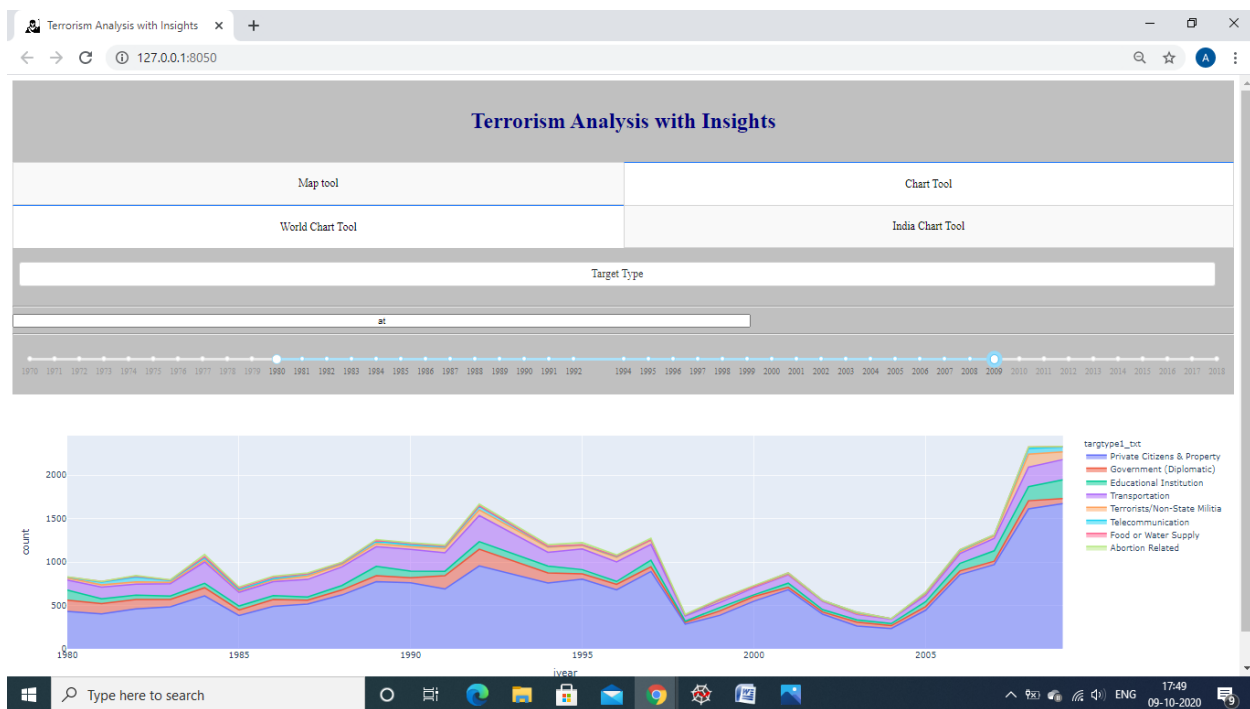 Terrorism Analysis with Insights
127.0.0.1:8050
A
Terrorism Analysis with Insights
Map tool
Chart Tool
World Chart Tool
India Chart Tool
Target Type
at
1970 1971 1972 1973 1974 1975 1976 1977 1978 1979 1980 1981 1982 1983 1984 1985 1986 1987 1988 1989 1990 1991 1992 1994 1995 1996 1997 1998 1999 2000 2001 2002 2003 2004 2005 2006 2007 2008 2009 2010 2011 2012 2013 2014 2015 2016 2017 2018
targtype1_txt
Private Citizens & Property
Government (Diplomatic)
Educational Institution
Transportation
Terrorists/Non-State Militia
Telecommunication
Food or Water Supply
Abortion Related
2000
1500
1000
500
0
count
1980 1985 1990 1995 2000 2005
iyear
Type here to search
ENG
17:49
09-10-2020
9